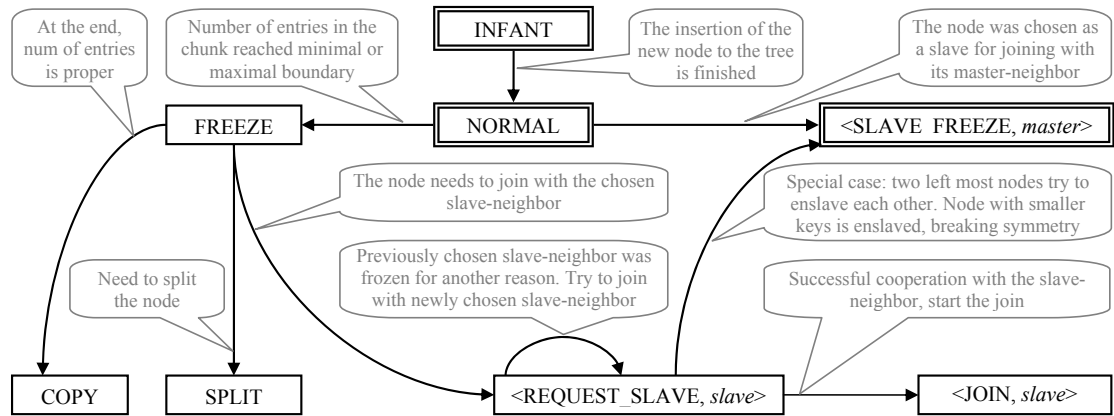 At the end,
num of entries
is proper
Number of entries in the
chunk reached minimal or
maximal boundary
INFANT
The insertion of the
new node to the tree
is finished
The node was chosen as
a slave for joining with
its master-neighbor
FREEZE
NORMAL
<SLAVE_FREEZE, master>
The node needs to join with the chosen
slave-neighbor
Special case: two left most nodes try to
enslave each other. Node with smaller
keys is enslaved, breaking symmetry
Need to split
the node
Previously chosen slave-neighbor was
frozen for another reason. Try to join
with newly chosen slave-neighbor
Successful cooperation with the slave-
neighbor, start the join
COPY
SPLIT
<REQUEST_SLAVE, slave>
<JOIN, slave>